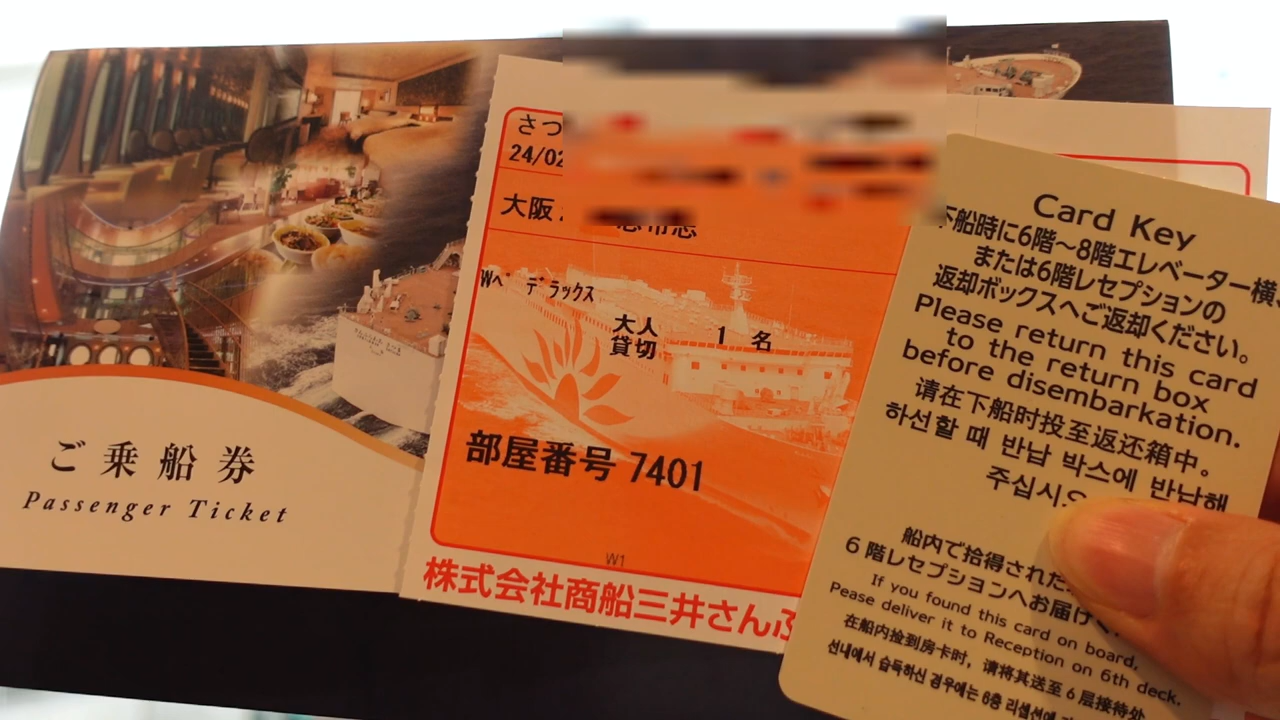 ご乗船券
Passenger Ticket
さつ
24/02
大阪
志布志
Wベッド デラックス
大人 1 名
貸切
部屋番号 7401
W1
株式会社商船三井さんふ
Card Key
下船時に6階～8階エレベーター横
または6階レセプションの
返却ボックスへご返却ください。
Please return this card
to the return box
before disembarkation.
请在下船时投至返还箱中。
하선할 때 반납 박스에 반납해
주십시
船内で拾得された
6階レセプションへお届け
If you found this card on board,
Pease deliver it to Reception on 6th deck.
在船内捡到房卡时，请将其送至6层接待处
선내에서 습득하신 경우에는 6층 리셉션에